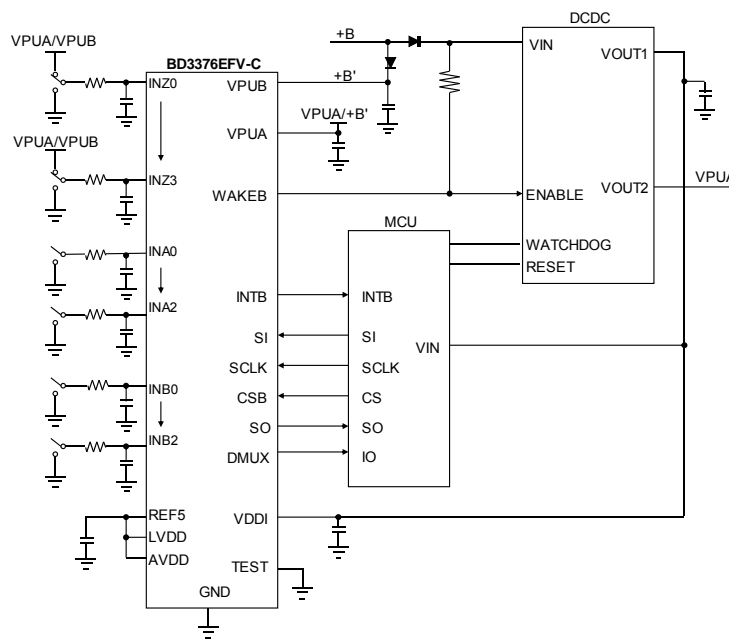 VPUA/VPUB
BD3376EFV-C
+B
DCDC
INZ0
VPUB
+B'
VIN
VOUT1
VPUA/+B'
VPUA
VPUA/VPUB
INZ3
WAKEB
ENABLE
VOUT2
VPUA
MCU
WATCHDOG
RESET
INA0
INTB
INTB
INA2
SI
SI
VIN
SCLK
SCLK
INB0
CSB
CS
SO
SO
INB2
DMUX
IO
REF5
VDDI
LVDD
AVDD
TEST
GND